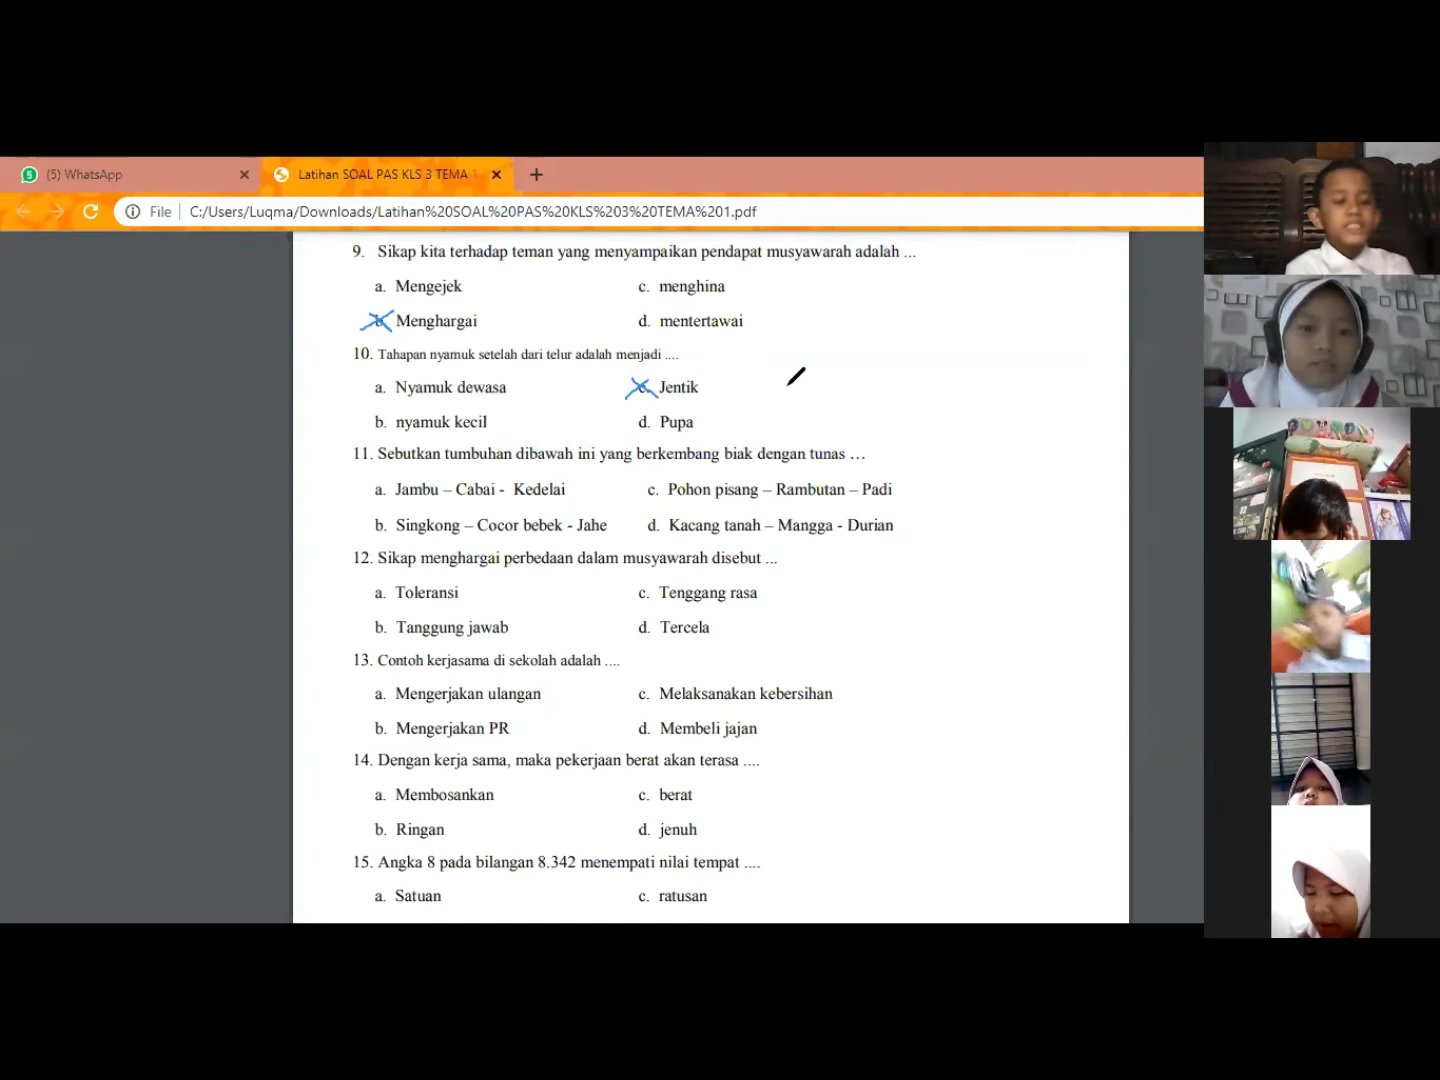 (5) WhatsApp
Latihan SOAL PAS KLS 3 TEMA 1
File
C:/Users/Luqma/Downloads/Latihan%20SOAL%20PAS%20KLS%203%20TEMA%201.pdf
9. Sikap kita terhadap teman yang menyampaikan pendapat musyawarah adalah ...
a. Mengejek c. menghina
b. Menghargai d. mentertawai
10. Tahapan nyamuk setelah dari telur adalah menjadi ....
a. Nyamuk dewasa c. Jentik
b. nyamuk kecil d. Pupa
11. Sebutkan tumbuhan dibawah ini yang berkembang biak dengan tunas …
a. Jambu – Cabai - Kedelai c. Pohon pisang – Rambutan – Padi
b. Singkong – Cocor bebek - Jahe d. Kacang tanah – Mangga - Durian
12. Sikap menghargai perbedaan dalam musyawarah disebut ...
a. Toleransi c. Tenggang rasa
b. Tanggung jawab d. Tercela
13. Contoh kerjasama di sekolah adalah ....
a. Mengerjakan ulangan c. Melaksanakan kebersihan
b. Mengerjakan PR d. Membeli jajan
14. Dengan kerja sama, maka pekerjaan berat akan terasa ....
a. Membosankan c. berat
b. Ringan d. jenuh
15. Angka 8 pada bilangan 8.342 menempati nilai tempat ....
a. Satuan c. ratusan